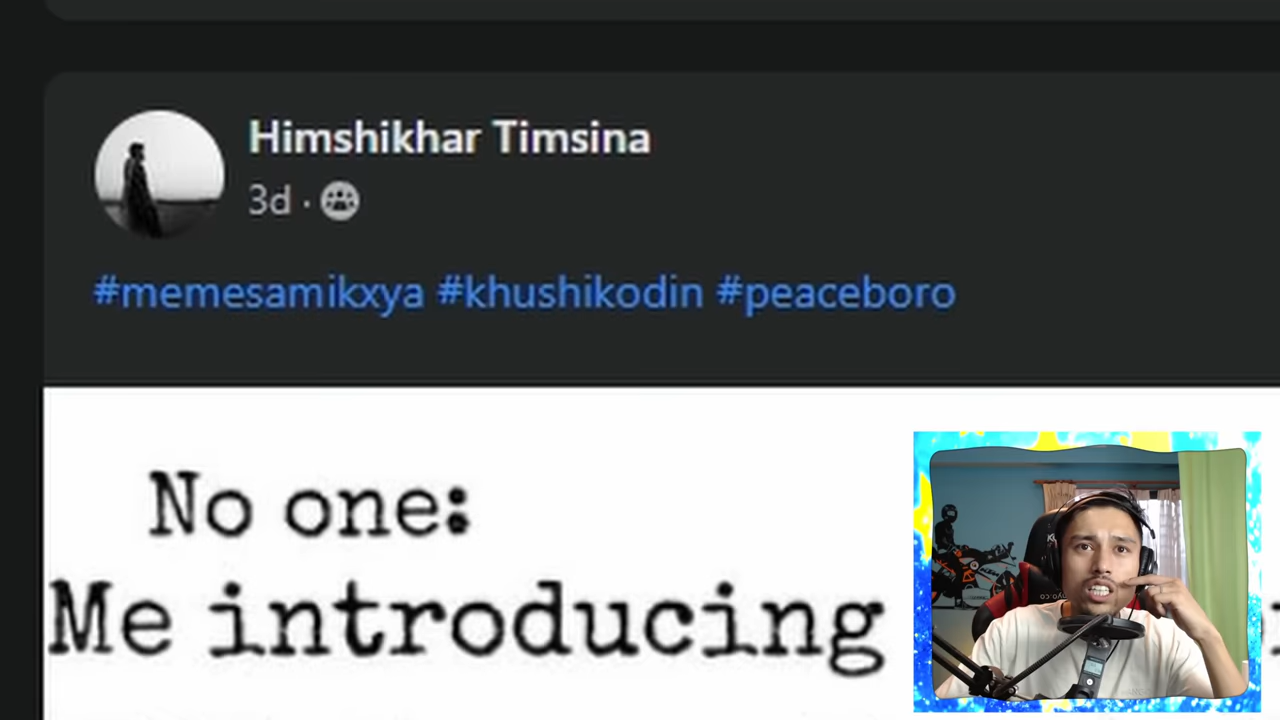 Himshikhar Timsina
3d ·
#memesamikxya #khushikodin #peaceboro
No one:
Me introducing